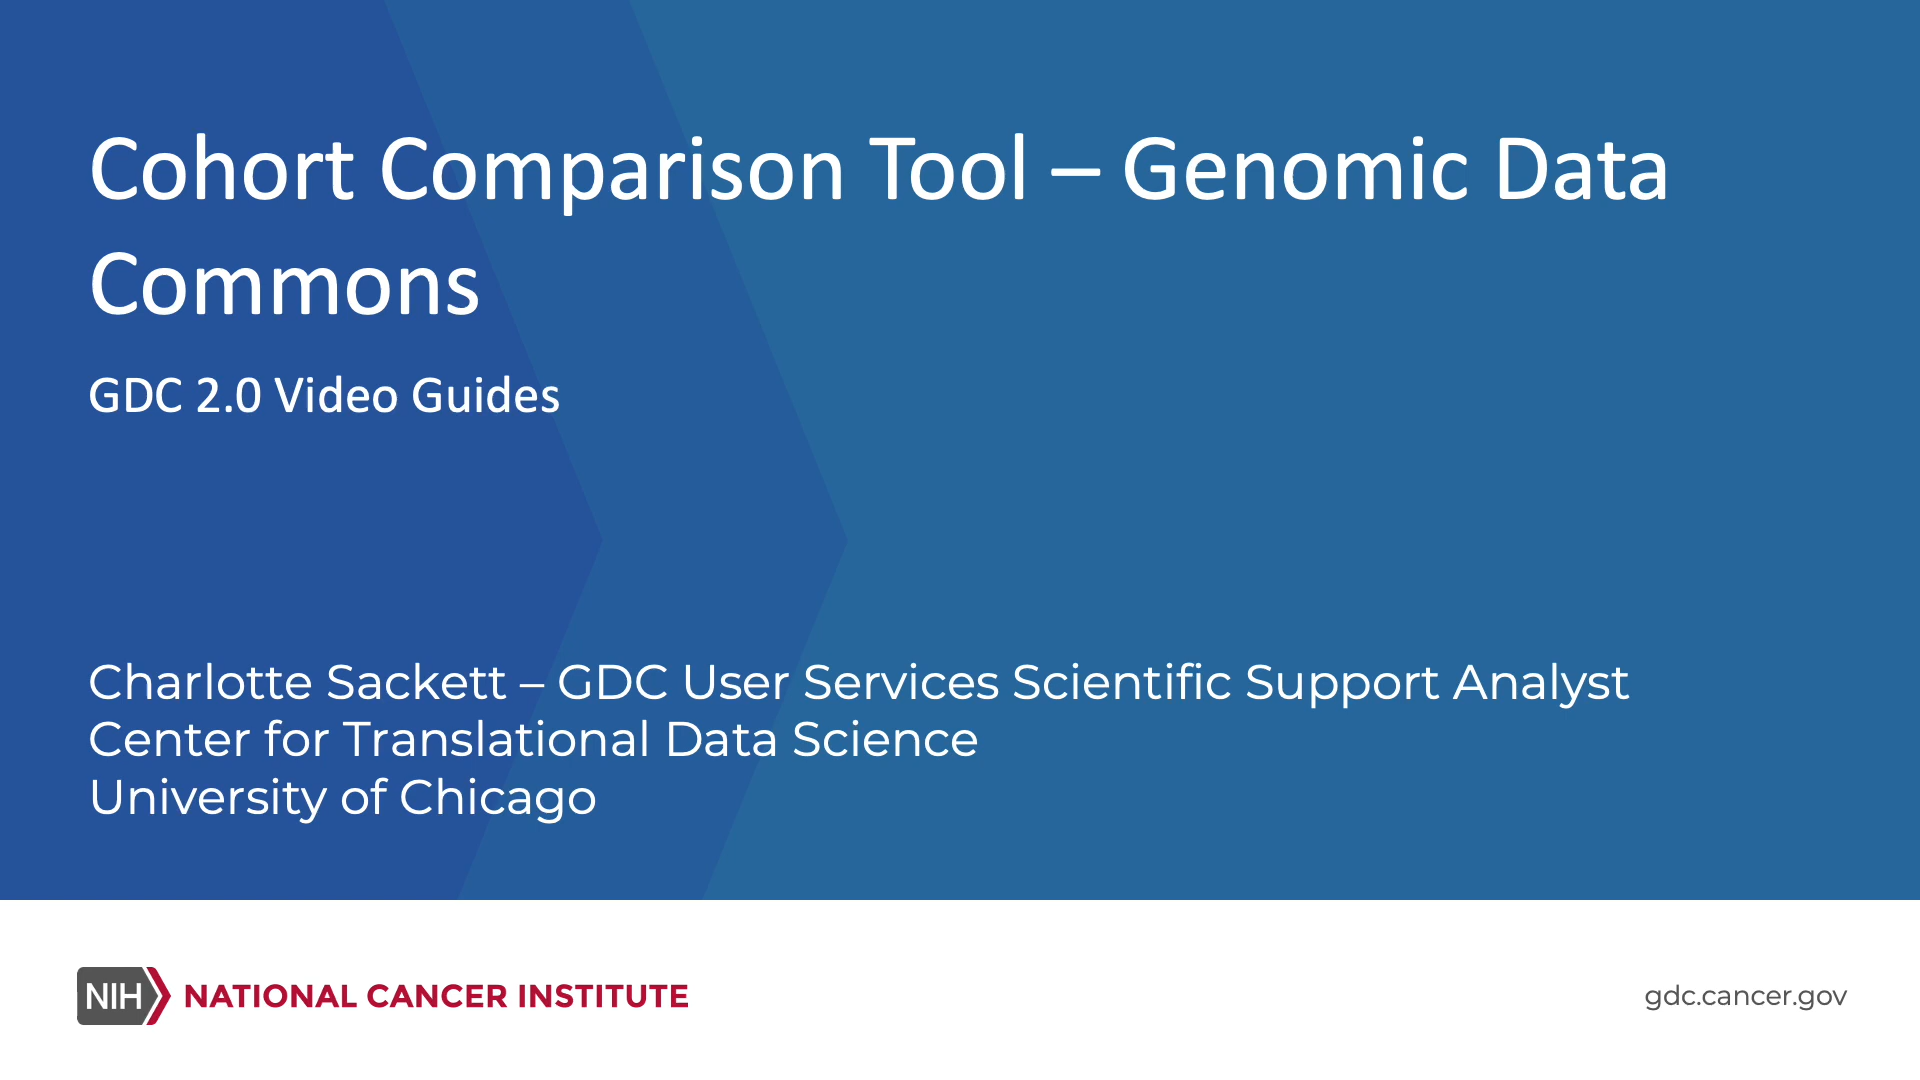 Cohort Comparison Tool – Genomic Data
Commons
GDC 2.0 Video Guides
Charlotte Sackett – GDC User Services Scientific Support Analyst
Center for Translational Data Science
University of Chicago
NIH NATIONAL CANCER INSTITUTE
gdc.cancer.gov